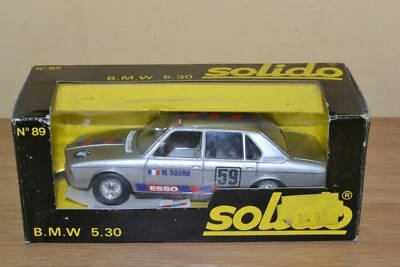 N° 89
B.M.W 5.30
solido
N° 89
M.SOURD
ESSO
59
solido®
B.M.W 5.30